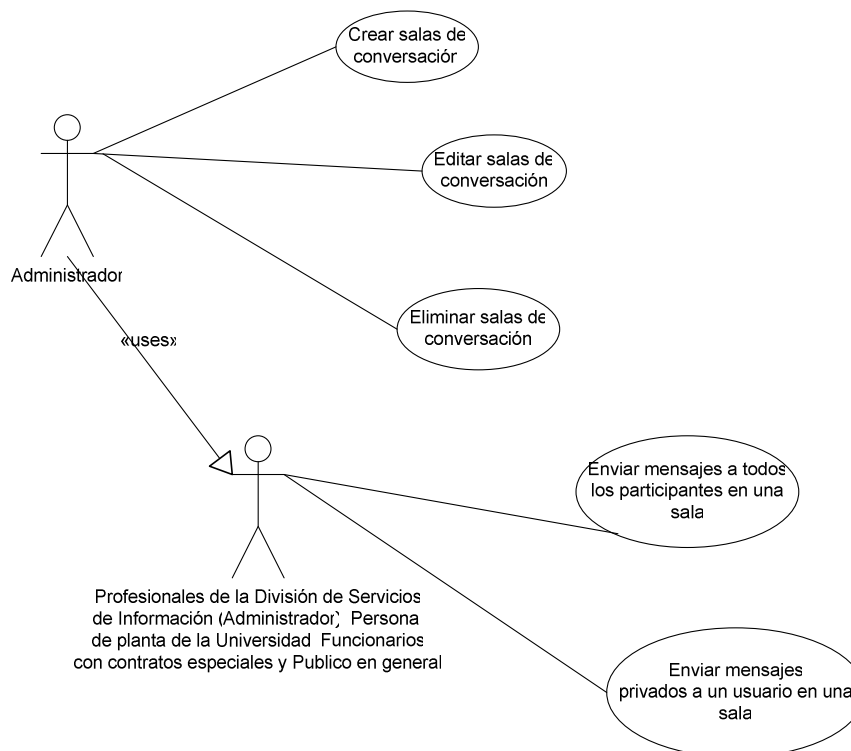 Crear salas de
conversación
Editar salas de
conversación
Administrador
Eliminar salas de
conversación
«uses»
Enviar mensajes a todos
los participantes en una
sala
Profesionales de la División de Servicios
de Información (Administrador) Persona
de planta de la Universidad Funcionarios
con contratos especiales y Publico en general
Enviar mensajes
privados a un usuario en una
sala